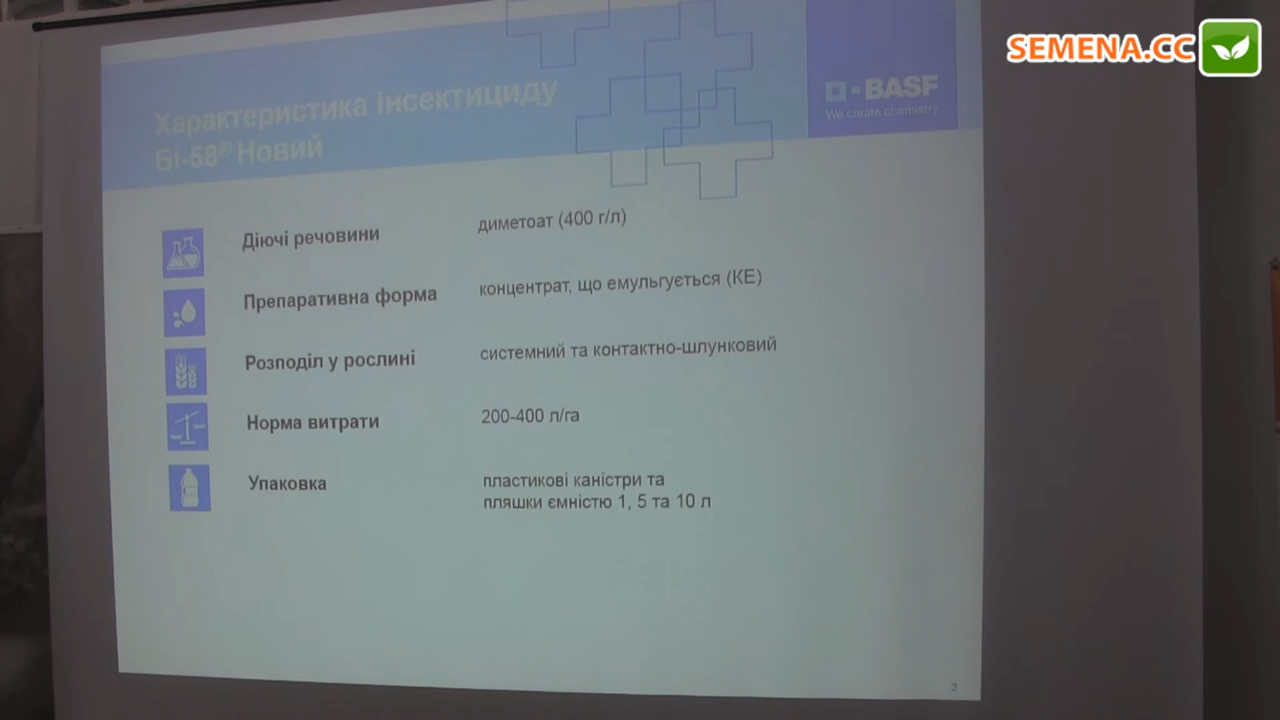 SEMENA.CC
Характеристика інсектициду
Бі-58® Новий
BASF
We create chemistry
Діючі речовини
диметоат (400 г/л)
Препаративна форма
концентрат, що емульгується (КЕ)
Розподіл у рослині
системний та контактно-шлунковий
Норма витрати
200-400 л/га
Упаковка
пластикові каністри та
пляшки ємністю 1, 5 та 10 л
2